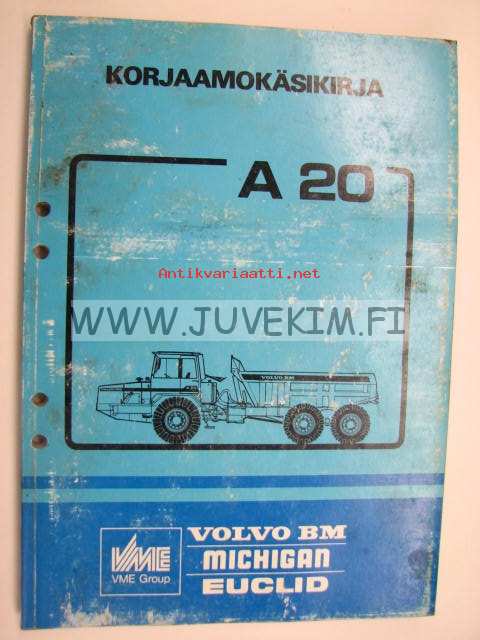 KORJAAMOKÄSIKIRJA
A 20
Antikvariaatti.net
WWW.JUVEKIM.FI
VOLVO BM
VME
VME Group
VOLVO BM
MICHIGAN
EUCLID